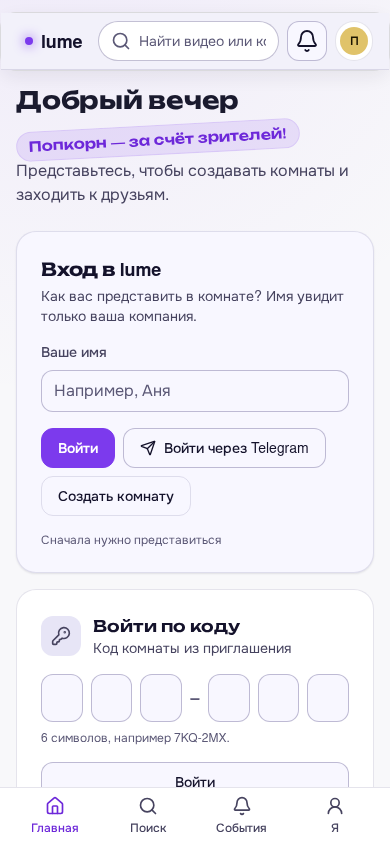 lume
Найти видео или кс
П
Добрый вечер
Попкорн — за счёт зрителей!
Представьтесь, чтобы создавать комнаты и
заходить к друзьям.
Вход в lume
Как вас представить в комнате? Имя увидит
только ваша компания.
Ваше имя
Например, Аня
Войти
Войти через Telegram
Создать комнату
Сначала нужно представиться
Войти по коду
Код комнаты из приглашения
–
6 символов, например 7KQ-2MX.
Войти
Главная
Поиск
События
Я